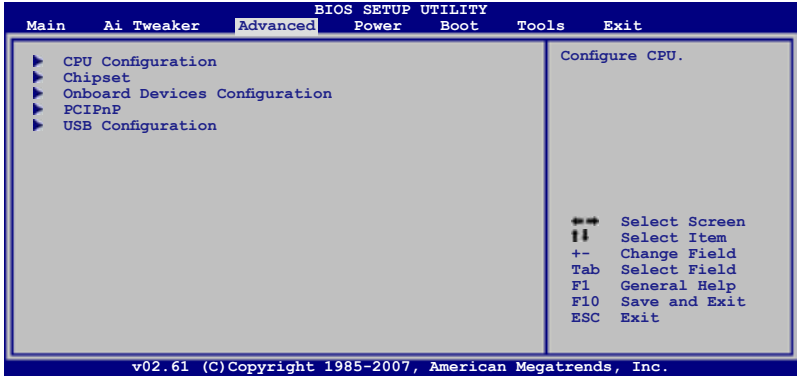 BIOS SETUP UTILITY
Main Ai Tweaker Advanced Power Boot Tools Exit
CPU Configuration
Chipset
Onboard Devices Configuration
PCIPnP
USB Configuration
Configure CPU.
Select Screen
Select Item
+- Change Field
Tab Select Field
F1 General Help
F10 Save and Exit
ESC Exit
v02.61 (C)Copyright 1985-2007, American Megatrends, Inc.